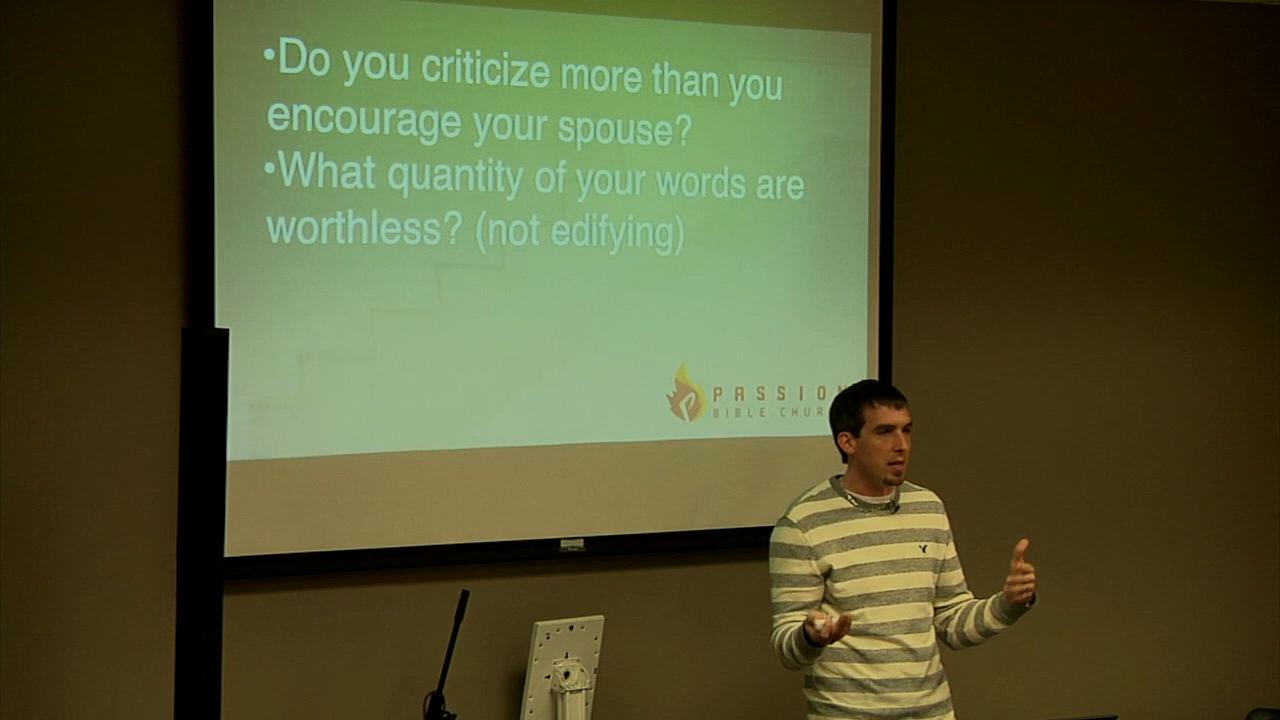 •Do you criticize more than you
encourage your spouse?
•What quantity of your words are
worthless? (not edifying)
PASSION
BIBLE.CHUR